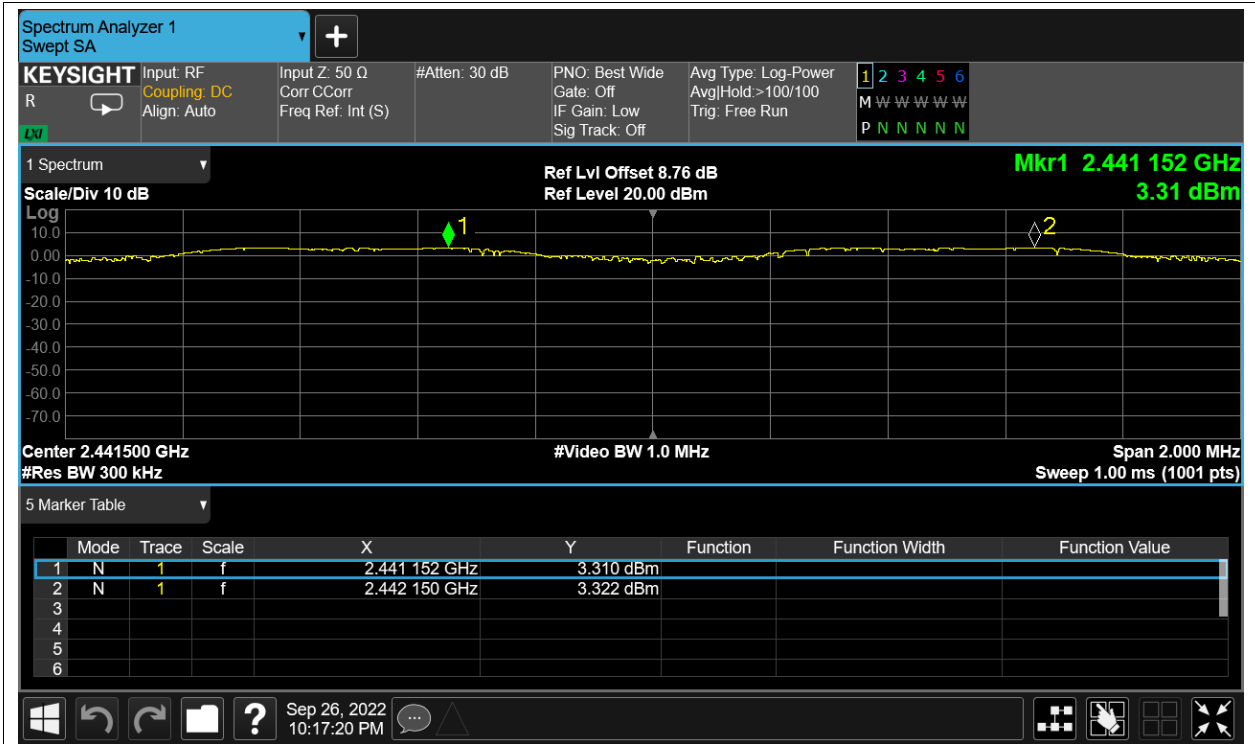 Spectrum Analyzer 1
Swept SA
KEYSIGHT Input: RF Input Z: 50 Ω #Atten: 30 dB PNO: Best Wide Avg Type: Log-Power 1 2 3 4 5 6
R Coupling: DC Corr CCorr Gate: Off Avg|Hold:>100/100 M W W W W W
Align: Auto Freq Ref: Int (S) IF Gain: Low Trig: Free Run
LXI Sig Track: Off P N N N N N
1 Spectrum Ref Lvl Offset 8.76 dB Mkr1 2.441 152 GHz
Scale/Div 10 dB Ref Level 20.00 dBm 3.31 dBm
Log
1 2
10.0
0.00
-10.0
-20.0
-30.0
-40.0
-50.0
-60.0
-70.0
Center 2.441500 GHz #Video BW 1.0 MHz Span 2.000 MHz
#Res BW 300 kHz Sweep 1.00 ms (1001 pts)
5 Marker Table
Mode Trace Scale X Y Function Function Width Function Value
1 N 1 f 2.441 152 GHz 3.310 dBm
2 N 1 f 2.442 150 GHz 3.322 dBm
3
4
5
6
? Sep 26, 2022
10:17:20 PM